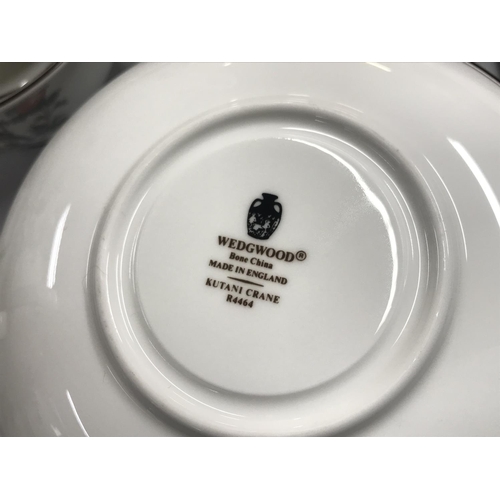 WEDGWOOD®
Bone China
MADE IN ENGLAND
KUTANI CRANE
R4464